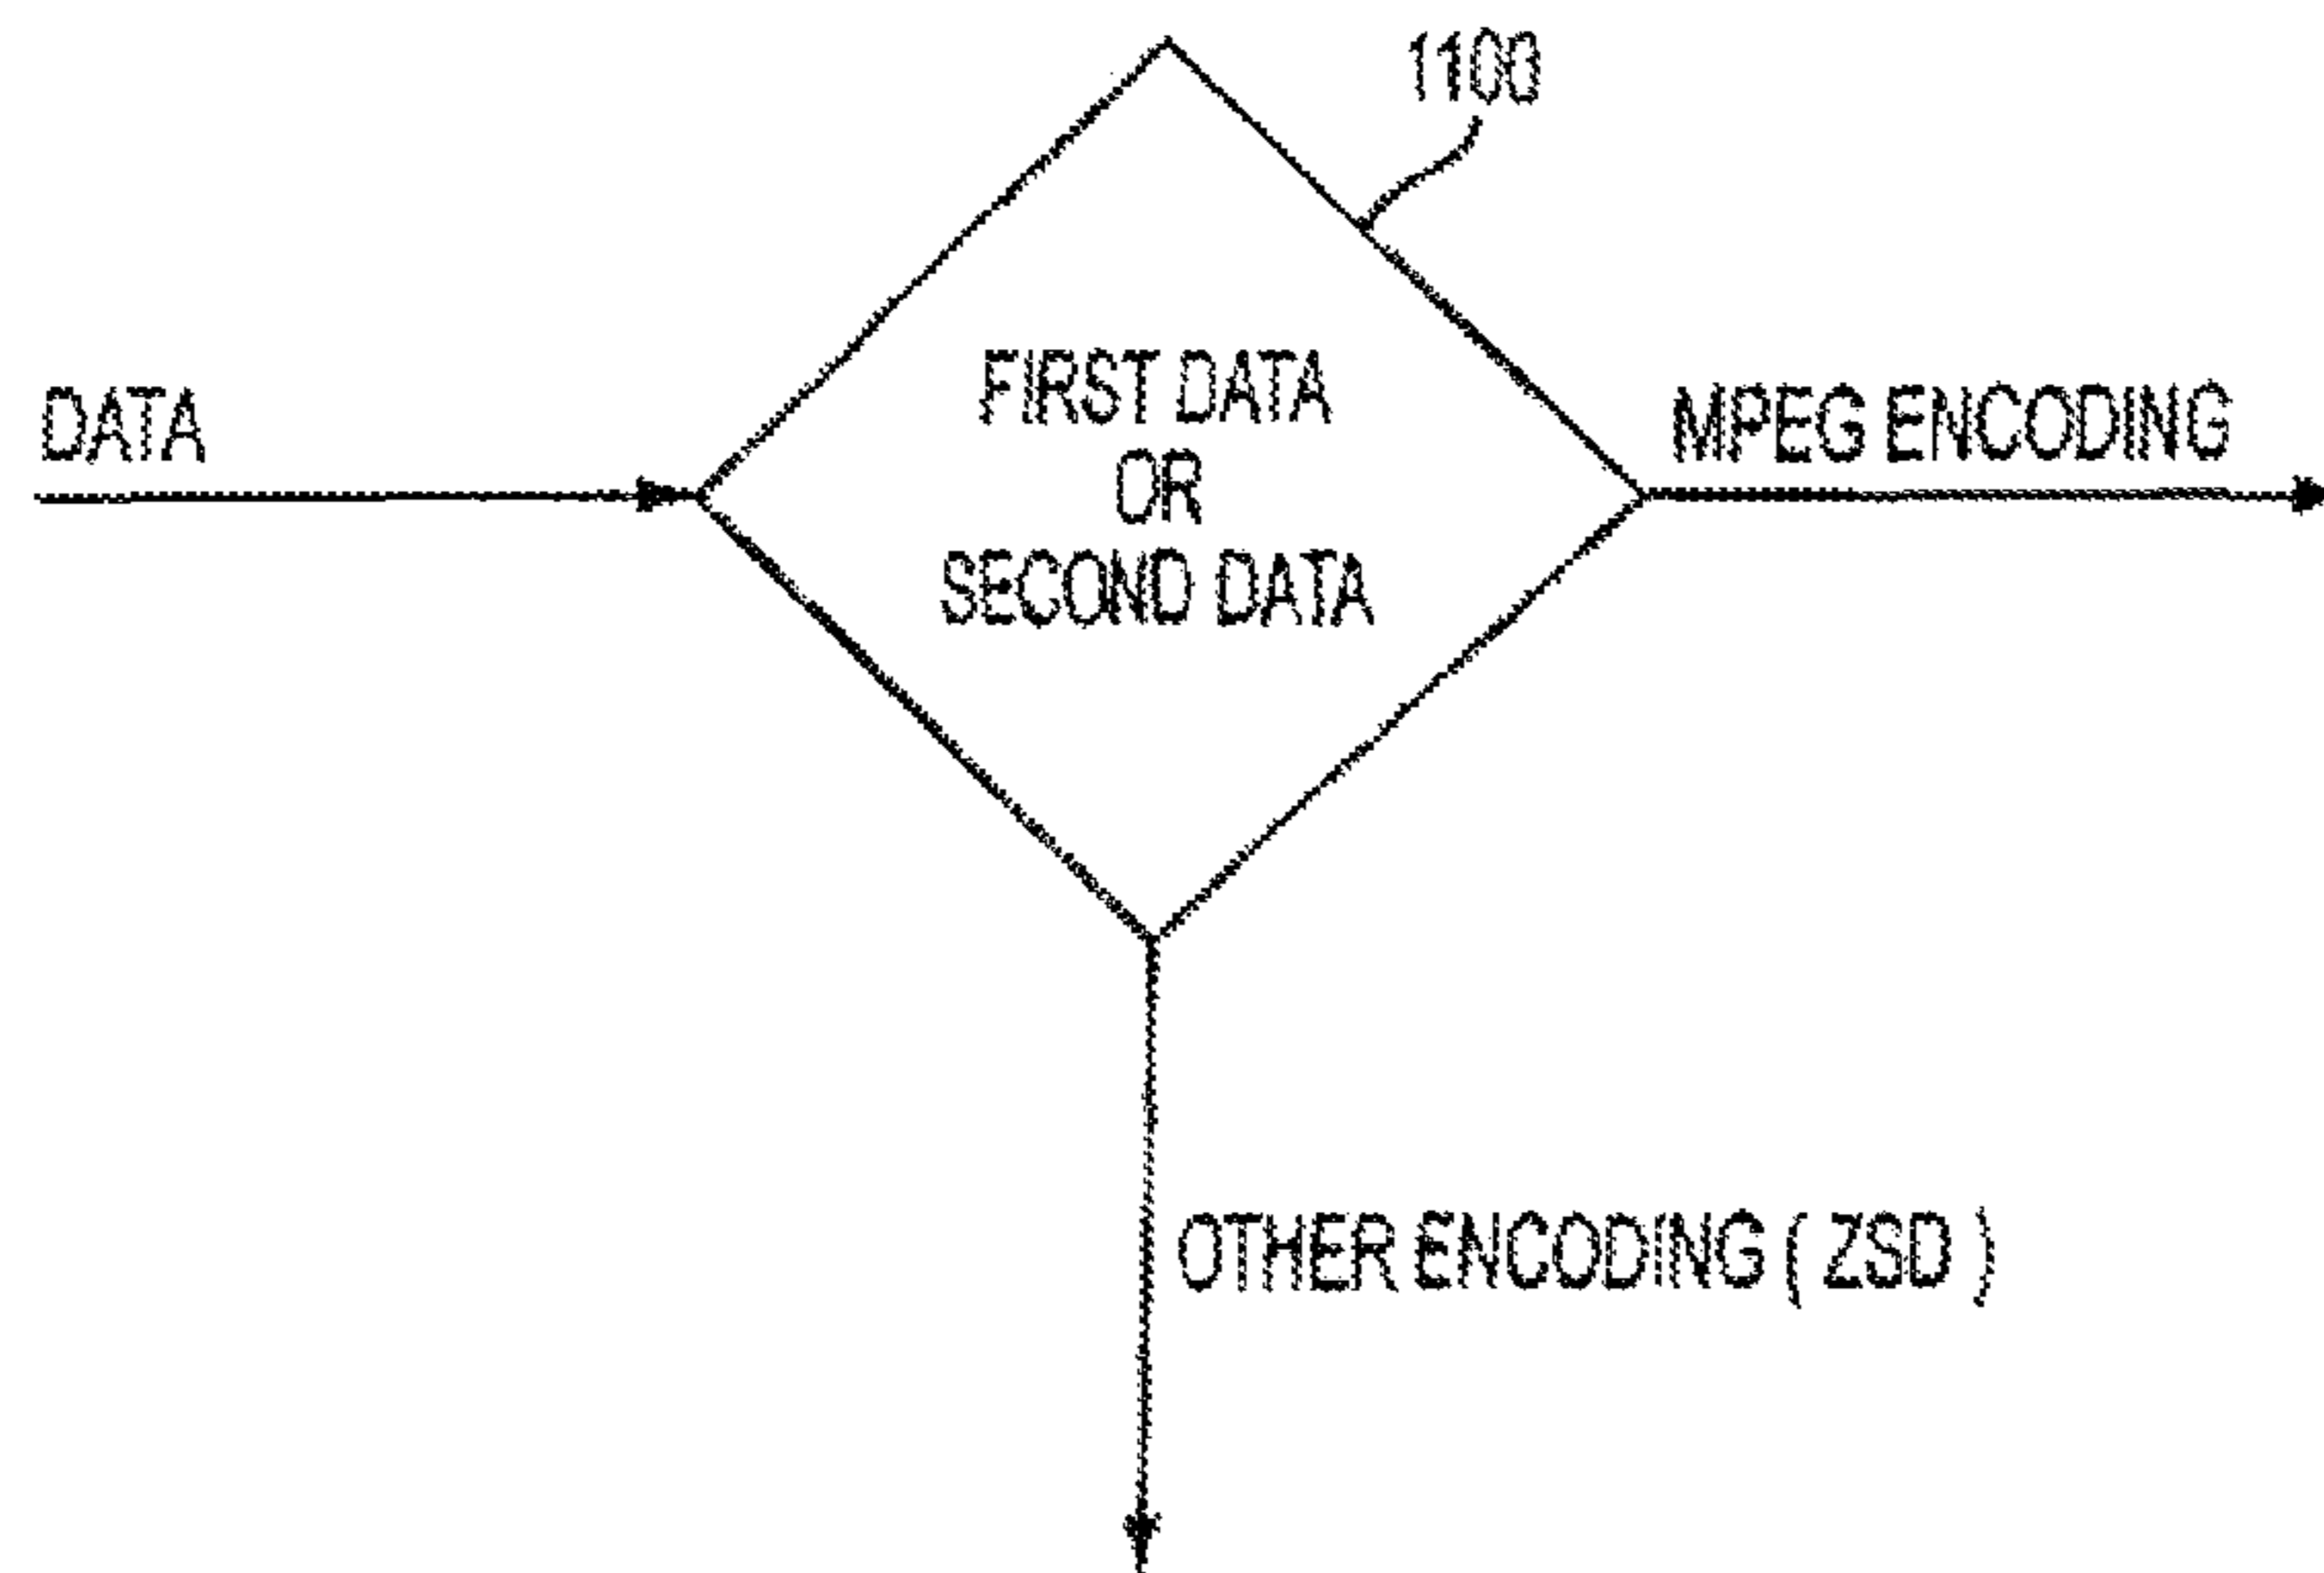 1100
DATA
FIRST DATA
OR
SECOND DATA
MPEG ENCODING
OTHER ENCODING ( ZSD )